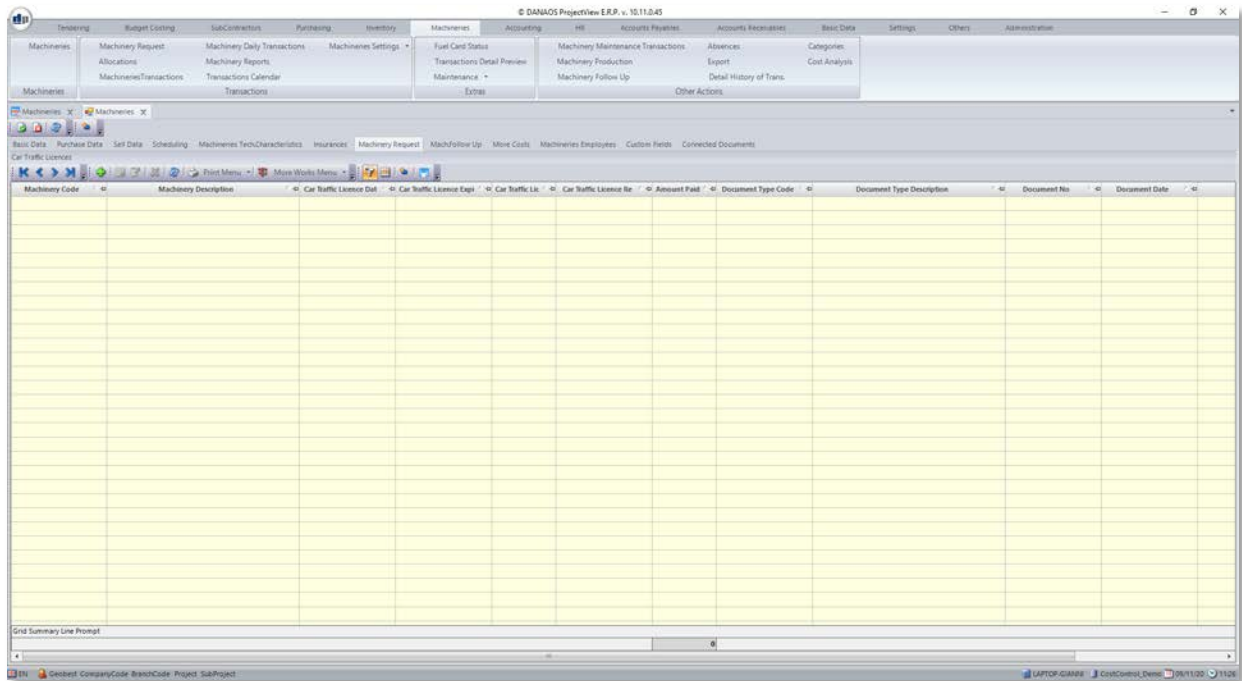 © DANAOS ProjectView E.R.P. v. 10.11.0.45
Tendering Budget Costing SubContractors Purchasing Inventory Machineries Accounting HR Accounts Payables Accounts Receivables Basic Data Settings Others Administration
Machineries Machinery Request Machinery Daily Transactions Machineries Settings Fuel Card Status Machinery Maintenance Transactions Absences Categories
Allocations Machinery Reports Transactions Detail Preview Machinery Production Export Cost Analysis
MachineriesTransactions Transactions Calendar Maintenance Machinery Follow Up Detail History of Trans.
Machineries Transactions Extras Other Actions
Machineries Machineries
Basic Data Purchase Data Sell Data Scheduling Machineries Tech.Characteristics Insurances Machinery Request MachFollow Up More Costs Machineries Employees Custom Fields Connected Documents
Car Traffic Licences
Print Menu More Works Menu
Machinery Code Machinery Description Car Traffic Licence Dat Car Traffic Licence Expi Car Traffic Lic Car Traffic Licence Re Amount Paid Document Type Code Document Type Description Document No Document Date
Grid Summary Line Prompt
0
EN Geobest CompanyCode BranchCode Project SubProject LAPTOP-GIANNI CostControl_Demo 09/11/20 11:26